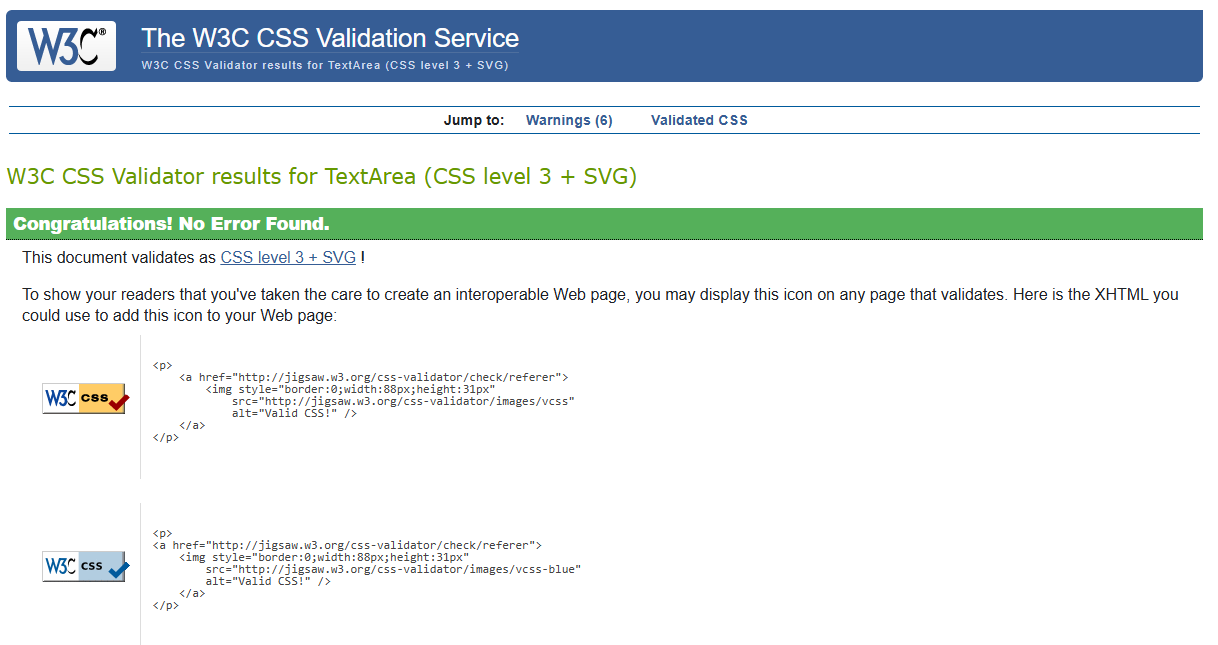 W3C®
The W3C CSS Validation Service
W3C CSS Validator results for TextArea (CSS level 3 + SVG)
Jump to: Warnings (6) Validated CSS
W3C CSS Validator results for TextArea (CSS level 3 + SVG)
Congratulations! No Error Found.
This document validates as CSS level 3 + SVG !
To show your readers that you've taken the care to create an interoperable Web page, you may display this icon on any page that validates. Here is the XHTML you
could use to add this icon to your Web page:
W3C CSS
<p>
    <a href="http://jigsaw.w3.org/css-validator/check/referer">
        <img style="border:0;width:88px;height:31px"
            src="http://jigsaw.w3.org/css-validator/images/vcss"
            alt="Valid CSS!" />
    </a>
</p>
W3C CSS
<p>
<a href="http://jigsaw.w3.org/css-validator/check/referer">
    <img style="border:0;width:88px;height:31px"
        src="http://jigsaw.w3.org/css-validator/images/vcss-blue"
        alt="Valid CSS!" />
    </a>
</p>